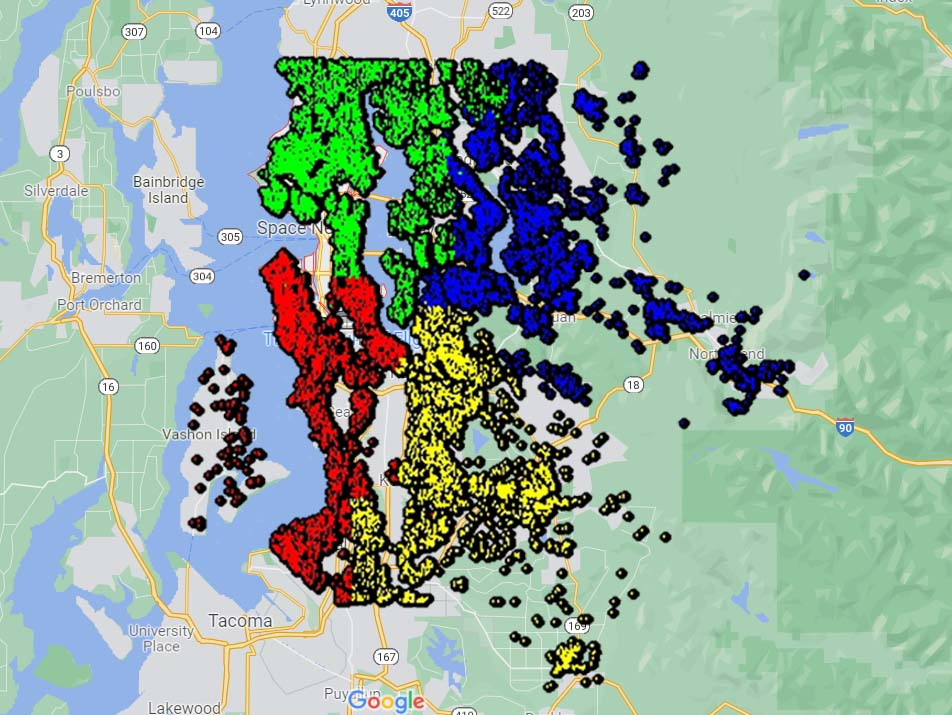 Lynnwood
405
522
203
307
104
Poulsbo
3
Bainbridge
Island
Silverdale
305
Space Ne
Bremerton
304
Port Orchard
160
16
18
90
Vashon Island
169
Tacoma
University
Place
167
Google
Lakewood
410